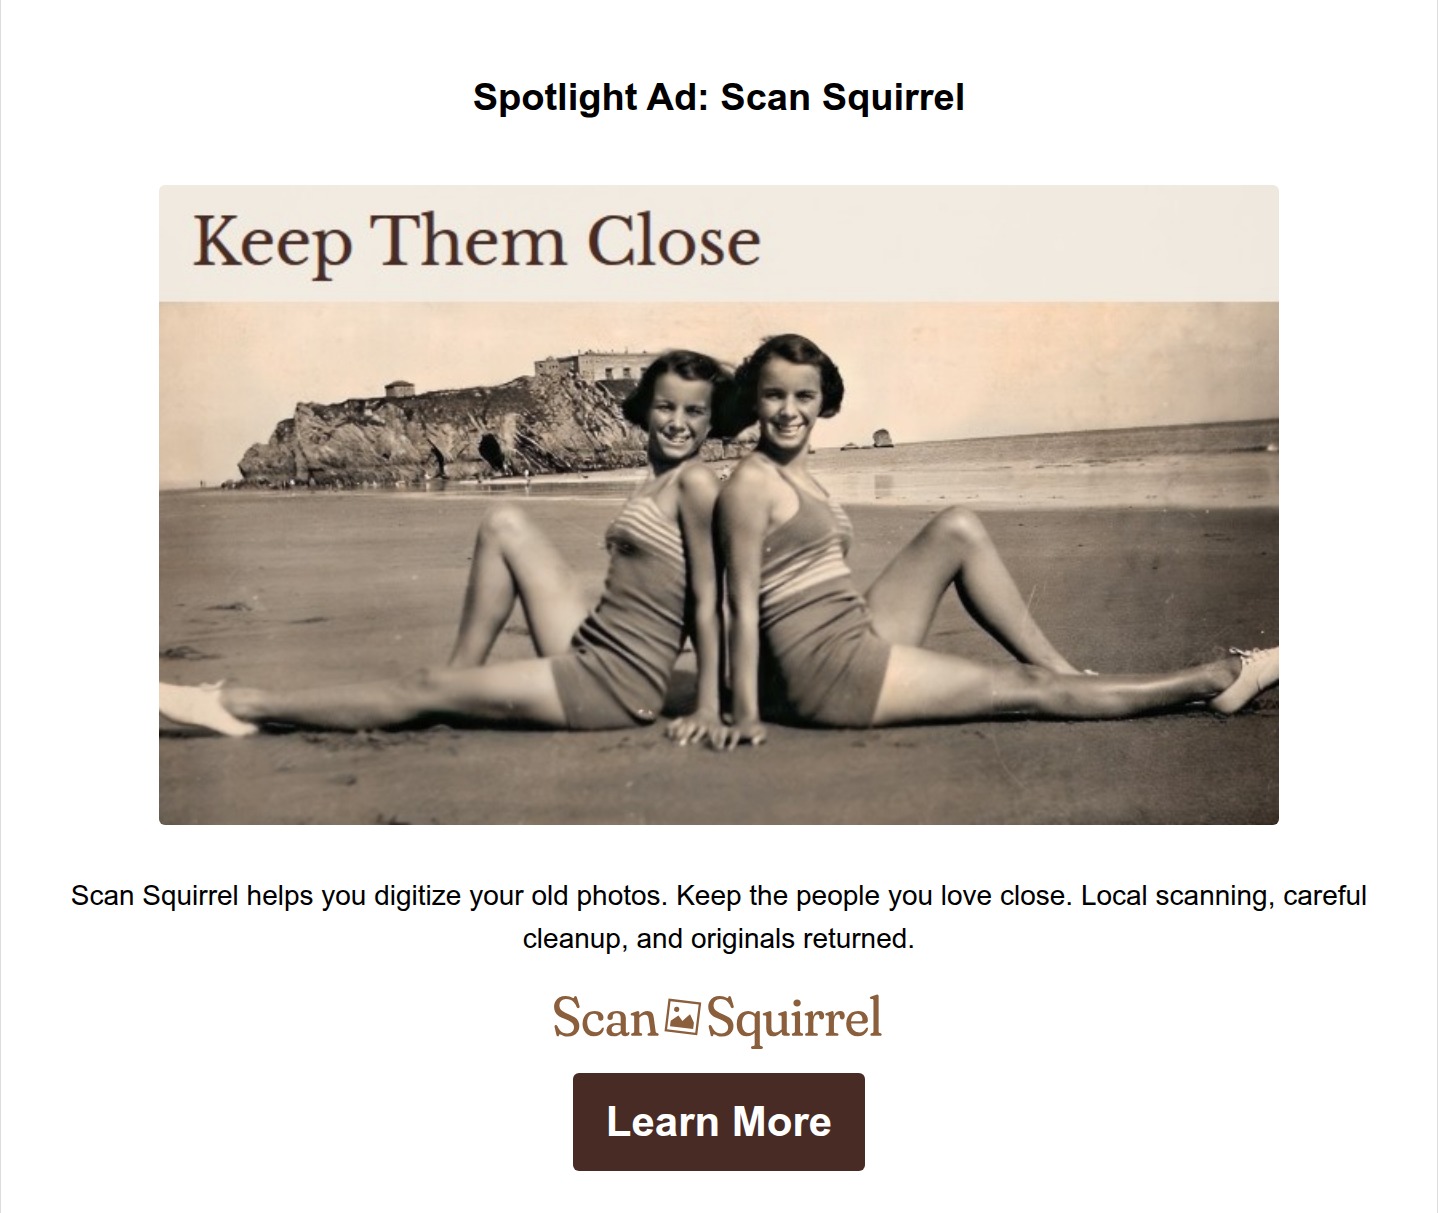 Spotlight Ad: Scan Squirrel
Keep Them Close
Scan Squirrel helps you digitize your old photos. Keep the people you love close. Local scanning, careful
cleanup, and originals returned.
Scan Squirrel
Learn More